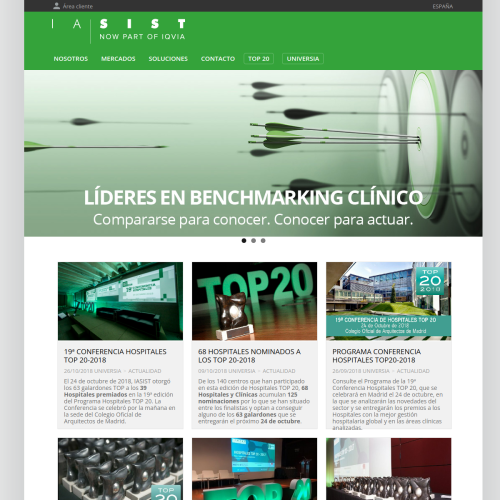 Área cliente
ESPAÑA
IASIST
NOW PART OF IQVIA
NOSOTROS
MERCADOS
SOLUCIONES
CONTACTO
TOP 20
UNIVERSIA
LÍDERES EN BENCHMARKING CLÍNICO
Compararse para conocer. Conocer para actuar.
TOP20
TOP
20
2018
19ª CONFERENCIA DE HOSPITALES TOP 20
24 de Octubre de 2018
Colegio Oficial de Arquitectos de Madrid
19ª CONFERENCIA HOSPITALES
TOP 20-2018
26/10/2018 UNIVERSIA - ACTUALIDAD
El 24 de octubre de 2018, IASIST otorgó
los 63 galardones TOP a los 39
Hospitales premiados en la 19ª edición
del Programa Hospitales TOP 20. La
Conferencia se celebró por la mañana en
la sede del Colegio Oficial de
Arquitectos de Madrid.
68 HOSPITALES NOMINADOS A
LOS TOP 20-2018
09/10/2018 UNIVERSIA - ACTUALIDAD
De los 140 centros que han participado
en esta edición de Hospitales TOP 20, 68
Hospitales y Clínicas acumulan 125
nominaciones por lo que se han situado
entre los finalistas y optan a conseguir
alguno de los 63 galardones que se
entregarán el próximo 24 de octubre.
PROGRAMA CONFERENCIA
HOSPITALES TOP20-2018
26/09/2018 UNIVERSIA - ACTUALIDAD
Consulte el Programa de la 19ª
Conferencia Hospitales TOP 20, que se
celebrará en Madrid el 24 de octubre, en
la que se analizarán las novedades del
sector y se entregarán los premios a los
Hospitales con la mejor gestión
hospitalaria global y en las áreas clínicas
analizadas.
TOP
20
TOP